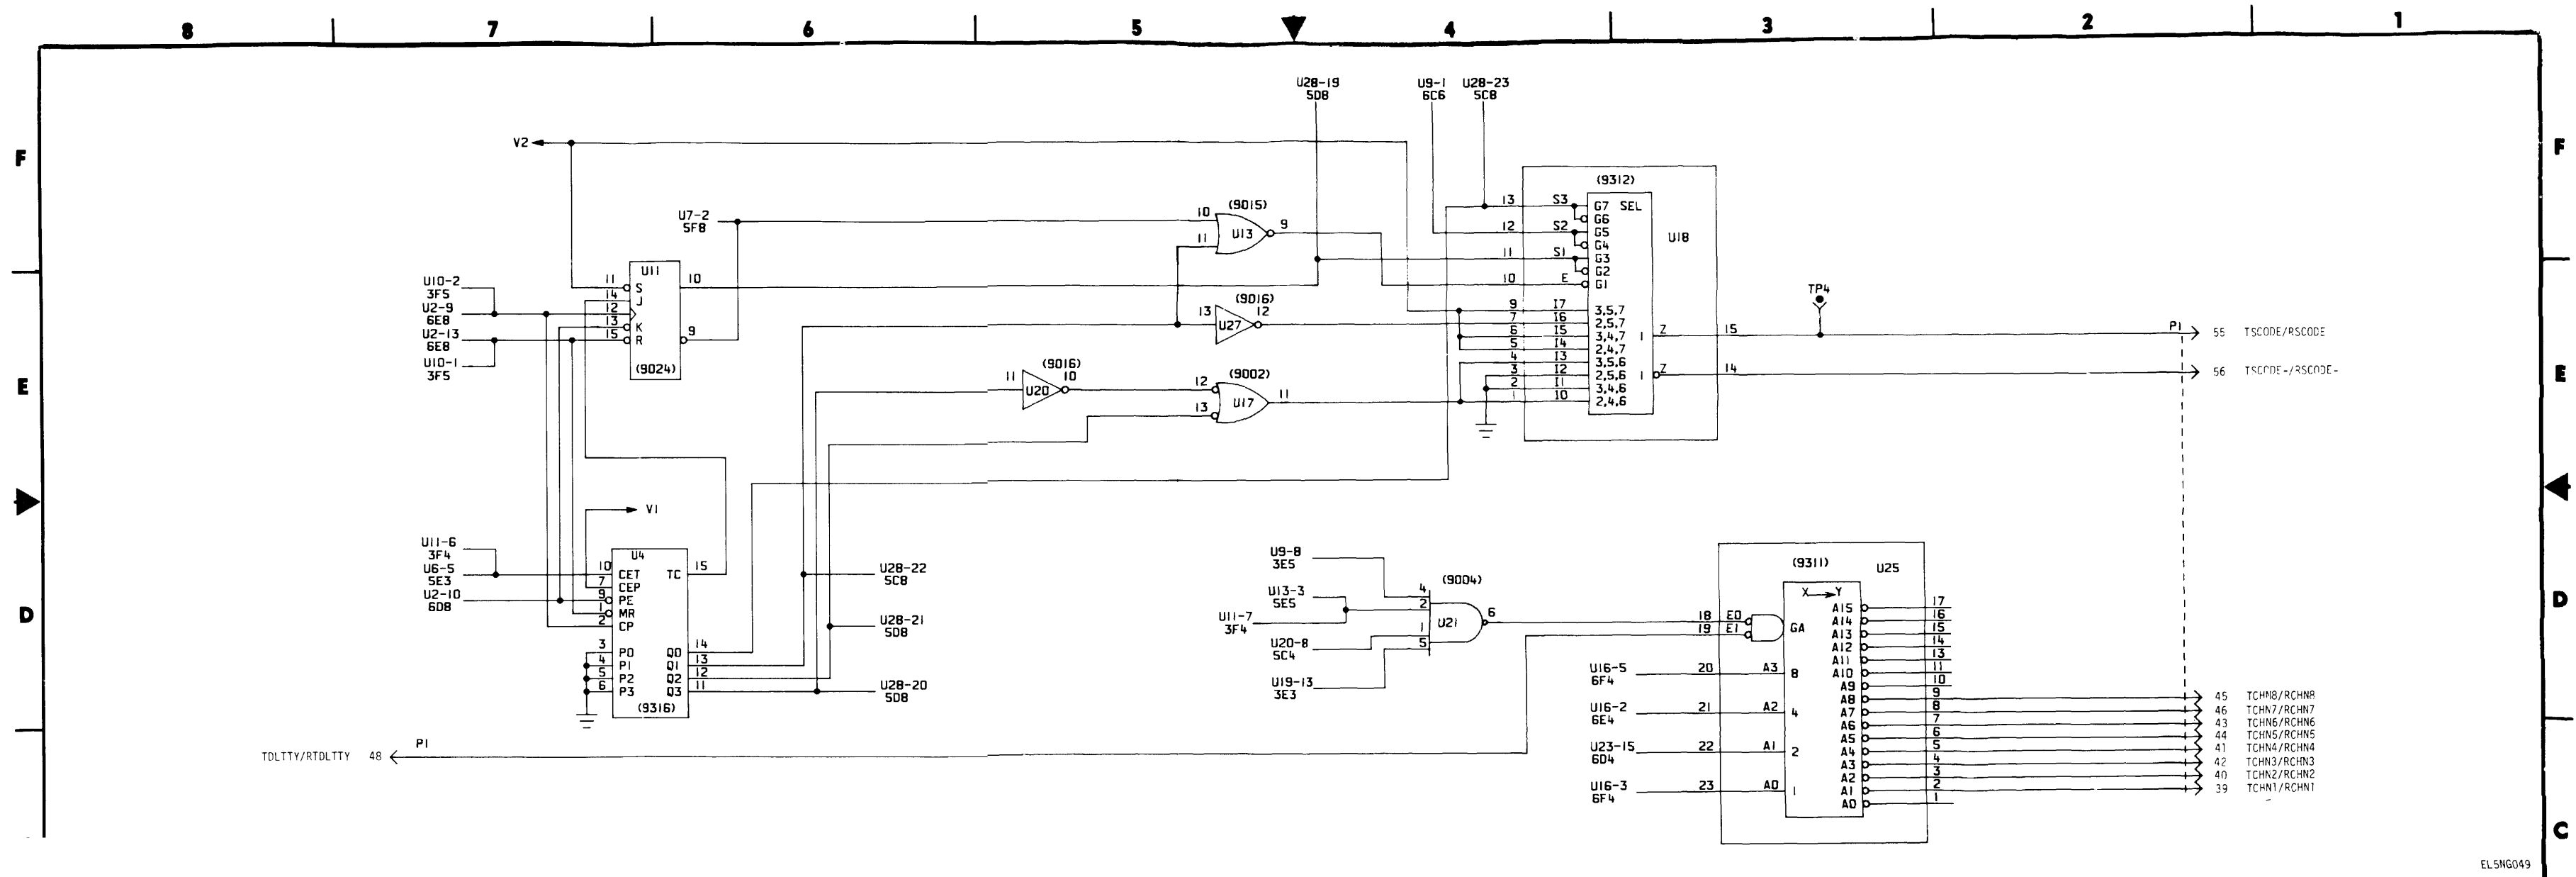 8 7 6 5 4 3 2 1
F
E
D
F
E
D
C
U28-19
5D8
U9-1
6C6
U28-23
5C8
V2
U7-2
5F8
10
11
(9015)
U13
9
(9312)
U18
13 S3
12 S2
11 S1
10 E
G7 SEL
G6
G5
G4
G3
G2
G1
9 I7 3,5,7
7 I6 2,5,7
6 I5 3,4,7
5 I4 2,4,7
4 I3 3,5,6
3 I2 2,5,6
2 I1 3,4,6
1 I0 2,4,6
1 Z 15
1 Z 14
TP4
P1
55 TSCODE/RSCODE
56 TSCODE-/RSCODE-
U10-2
3F5
U2-9
6E8
U2-13
6E8
U10-1
3F5
U11
11 S
14 J
12
13 K
15 R
10
9
(9024)
(9016)
13 U27 12
(9016)
11 U20 10
(9002)
12
13
U17
11
V1
U11-6
3F4
U6-5
5E3
U2-10
6D8
U4
10 CET
7 CEP
9 PE
1 MR
2 CP
TC 15
3 P0
4 P1
5 P2
6 P3
Q0 14
Q1 13
Q2 12
Q3 11
(9316)
U28-22
5C8
U28-21
5D8
U28-20
5D8
U9-8
3E5
U13-3
5E5
U11-7
3F4
U20-8
5C4
U19-13
3E3
(9004)
4
2
1
5
U21
6
(9311)
U25
X Y
18 E0
19 E1
GA
U16-5
6F4
20 A3 8
U16-2
6E4
21 A2 4
U23-15
6D4
22 A1 2
U16-3
6F4
23 A0 1
A15 17
A14 16
A13 15
A12 14
A11 13
A10 11
A9 10
A8 9
A7 8
A6 7
A5 6
A4 5
A3 4
A2 3
A1 2
A0 1
45 TCHN8/RCHN8
46 TCHN7/RCHN7
43 TCHN6/RCHN6
44 TCHN5/RCHN5
41 TCHN4/RCHN4
42 TCHN3/RCHN3
40 TCHN2/RCHN2
39 TCHN1/RCHN1
TDLTTY/RTDLTTY 48
P1
EL5NG049